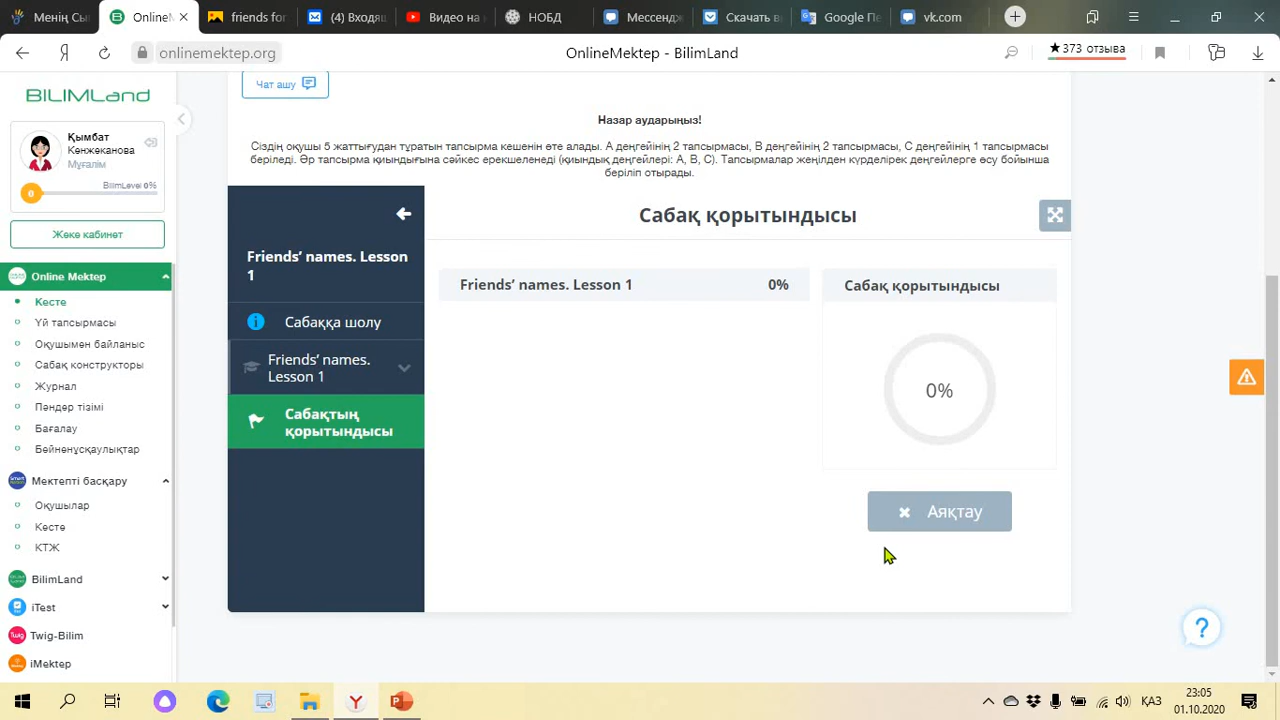 Менің Сы
OnlineM
friends for
(4) Входящ
Видео на
НОБД
Мессендж
Скачать в
Google Пе
vk.com
onlinemektep.org
OnlineMektep - BilimLand
★373 отзыва
BILIMLand
Қымбат
Кенжеканова
Мұғалім
BilimLevel 0%
0
Жеке кабинет
Online Mektep
Кесте
Үй тапсырмасы
Оқушымен байланыс
Сабақ конструкторы
Журнал
Пәндер тізімі
Бағалау
Бейненұсқаулықтар
Мектепті басқару
Оқушылар
Кесте
КТЖ
BilimLand
iTest
Twig-Bilim
iMektep
Чат ашу
Назар аударыңыз!
Сіздің оқушы 5 жаттығудан тұратын тапсырма кешенін өте алады. А деңгейінің 2 тапсырмасы, В деңгейінің 2 тапсырмасы, С деңгейінің 1 тапсырмасы
беріледі. Әр тапсырма қиындығына сәйкес ерекшеленеді (қиындық деңгейлері: А, В, С). Тапсырмалар жеңілден күрделірек деңгейлерге өсу бойынша
беріліп отырады.
Friends’ names. Lesson
1
Сабаққа шолу
Friends’ names.
Lesson 1
Сабақтың
қорытындысы
Сабақ қорытындысы
Friends’ names. Lesson 1 0%
Сабақ қорытындысы
0%
Аяқтау
?
ҚАЗ
23:05
01.10.2020